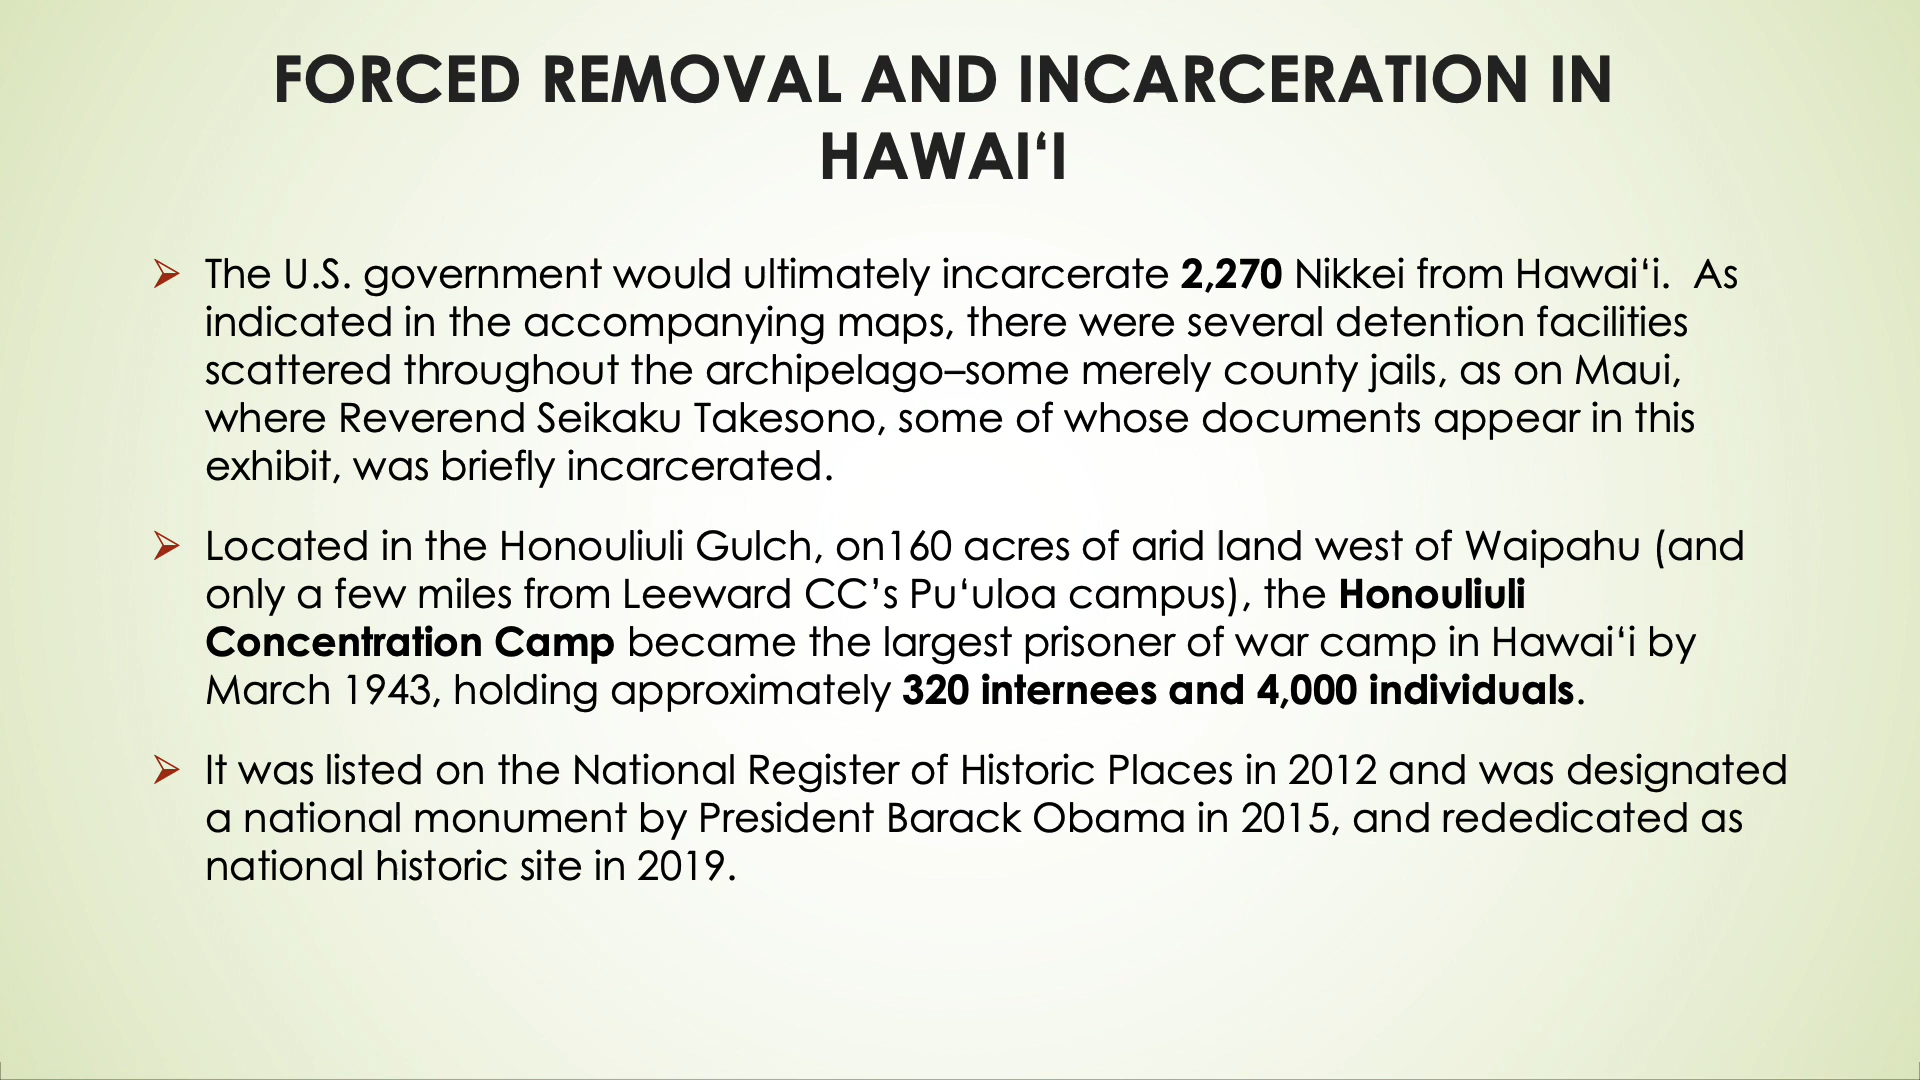 FORCED REMOVAL AND INCARCERATION IN
HAWAI‘I
The U.S. government would ultimately incarcerate 2,270 Nikkei from Hawai‘i.  As
indicated in the accompanying maps, there were several detention facilities
scattered throughout the archipelago–some merely county jails, as on Maui,
where Reverend Seikaku Takesono, some of whose documents appear in this
exhibit, was briefly incarcerated.
Located in the Honouliuli Gulch, on160 acres of arid land west of Waipahu (and
only a few miles from Leeward CC’s Pu‘uloa campus), the Honouliuli
Concentration Camp became the largest prisoner of war camp in Hawai‘i by
March 1943, holding approximately 320 internees and 4,000 individuals.
It was listed on the National Register of Historic Places in 2012 and was designated
a national monument by President Barack Obama in 2015, and rededicated as
national historic site in 2019.